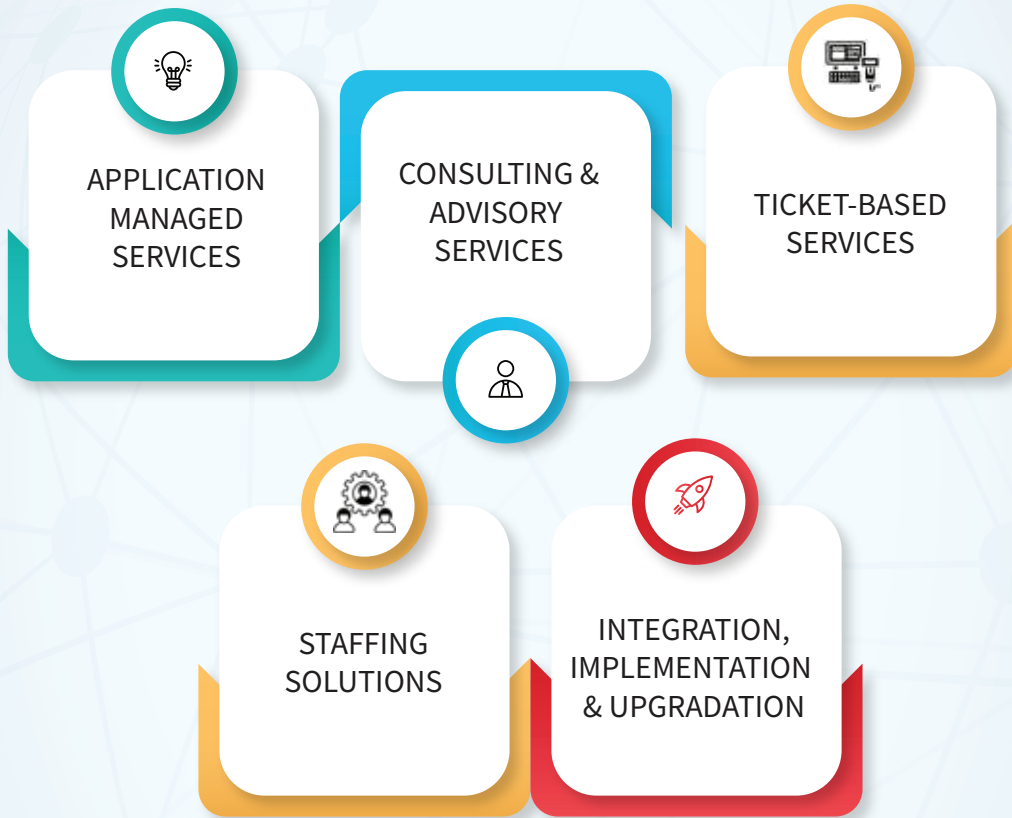 APPLICATION
MANAGED
SERVICES
CONSULTING &
ADVISORY
SERVICES
TICKET-BASED
SERVICES
STAFFING
SOLUTIONS
INTEGRATION,
IMPLEMENTATION
& UPGRADATION